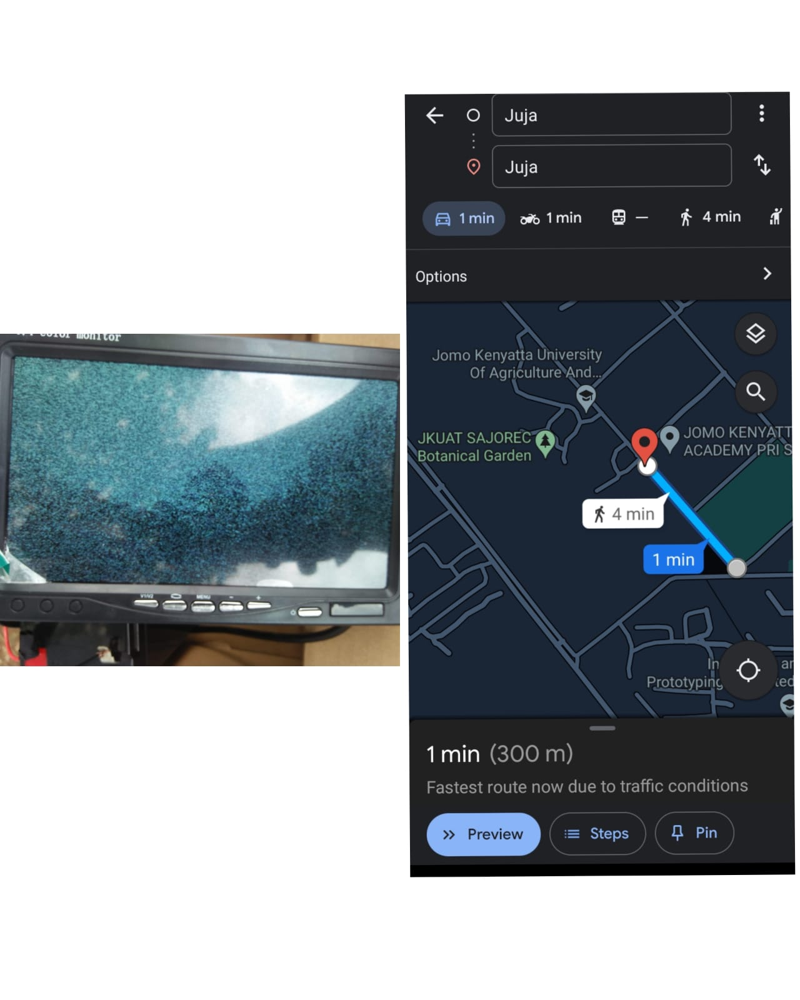 color monitor
V1/V2
MENU
-
+
Juja
Juja
1 min
1 min
—
4 min
Options
Jomo Kenyatta University
Of Agriculture And...
JKUAT SAJOREC
Botanical Garden
JOMO KENYATT
ACADEMY PRI S
4 min
1 min
In
an
Prototyping
ted
1 min (300 m)
Fastest route now due to traffic conditions
Preview
Steps
Pin